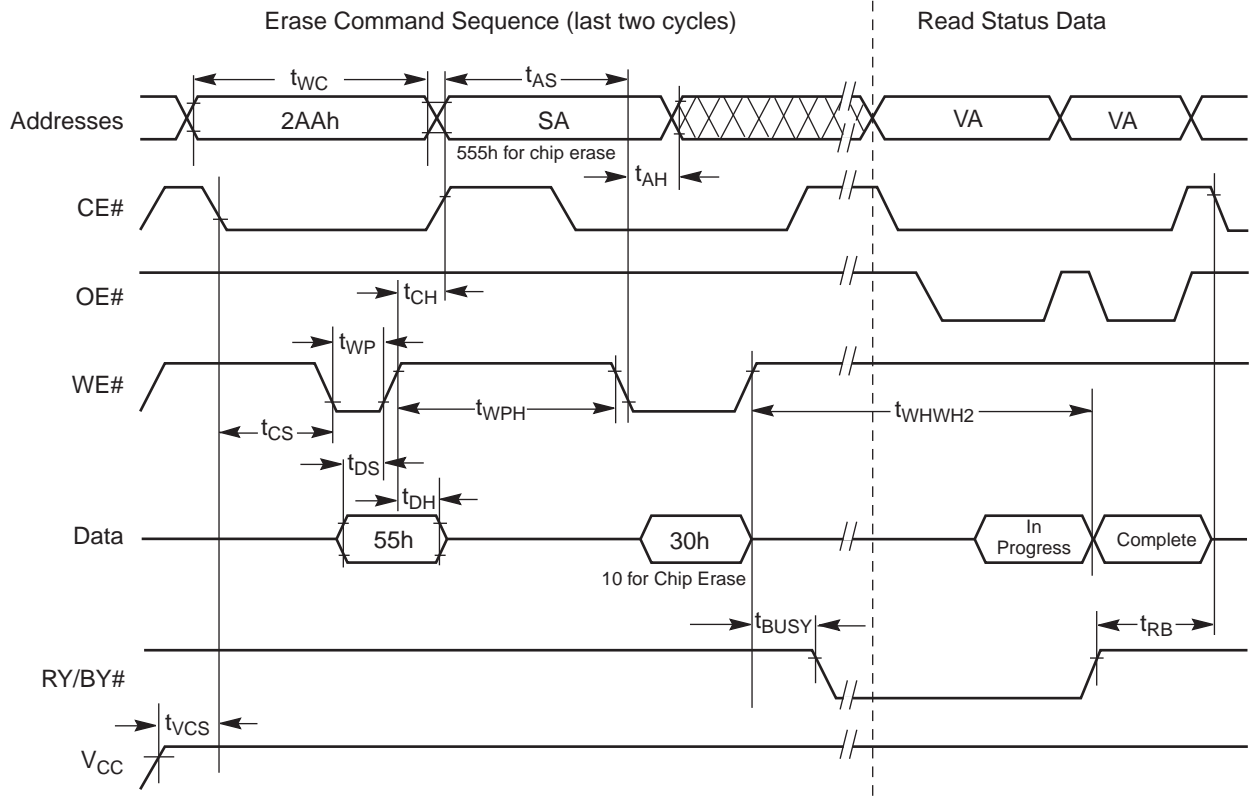 Erase Command Sequence (last two cycles)
Read Status Data
tWC
tAS
Addresses
2AAh
SA
VA
VA
555h for chip erase
tAH
CE#
tCH
OE#
tWP
WE#
tWPH
tWHWH2
tCS
tDS
tDH
Data
55h
30h
In
Progress
Complete
10 for Chip Erase
tBUSY
tRB
RY/BY#
tVCS
VCC